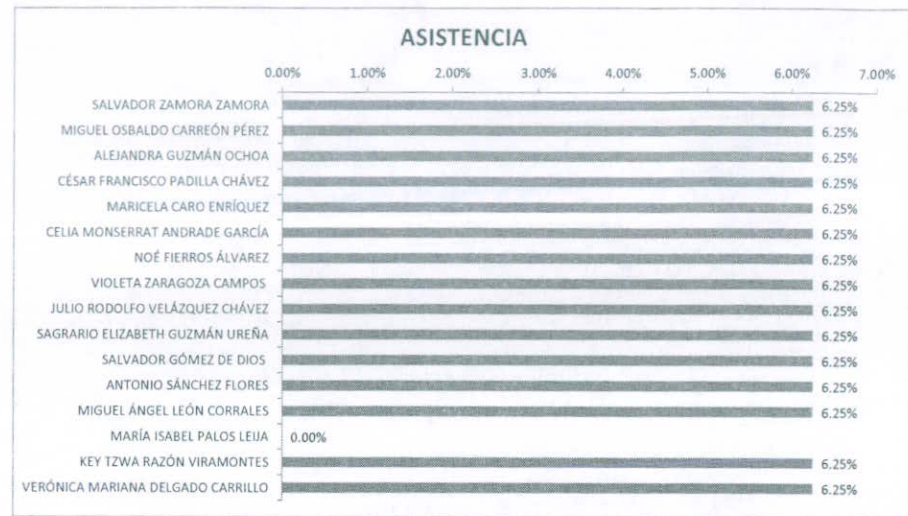 ASISTENCIA
0.00% 1.00% 2.00% 3.00% 4.00% 5.00% 6.00% 7.00%
SALVADOR ZAMORA ZAMORA 6.25%
MIGUEL OSBALDO CARREÓN PÉREZ 6.25%
ALEJANDRA GUZMÁN OCHOA 6.25%
CÉSAR FRANCISCO PADILLA CHÁVEZ 6.25%
MARICELA CARO ENRÍQUEZ 6.25%
CELIA MONSERRAT ANDRADE GARCÍA 6.25%
NOÉ FIERROS ÁLVAREZ 6.25%
VIOLETA ZARAGOZA CAMPOS 6.25%
JULIO RODOLFO VELÁZQUEZ CHÁVEZ 6.25%
SAGRARIO ELIZABETH GUZMÁN UREÑA 6.25%
SALVADOR GÓMEZ DE DIOS 6.25%
ANTONIO SÁNCHEZ FLORES 6.25%
MIGUEL ÁNGEL LEÓN CORRALES 6.25%
MARÍA ISABEL PALOS LEIJA 0.00%
KEY TZWA RAZÓN VIRAMONTES 6.25%
VERÓNICA MARIANA DELGADO CARRILLO 6.25%